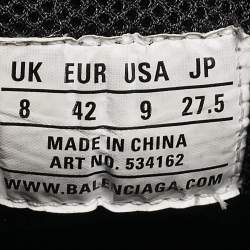 UK EUR USA JP
8 42 9 27.5
MADE IN CHINA
ART NO. 534162
WWW.BALENCIAGA.COM